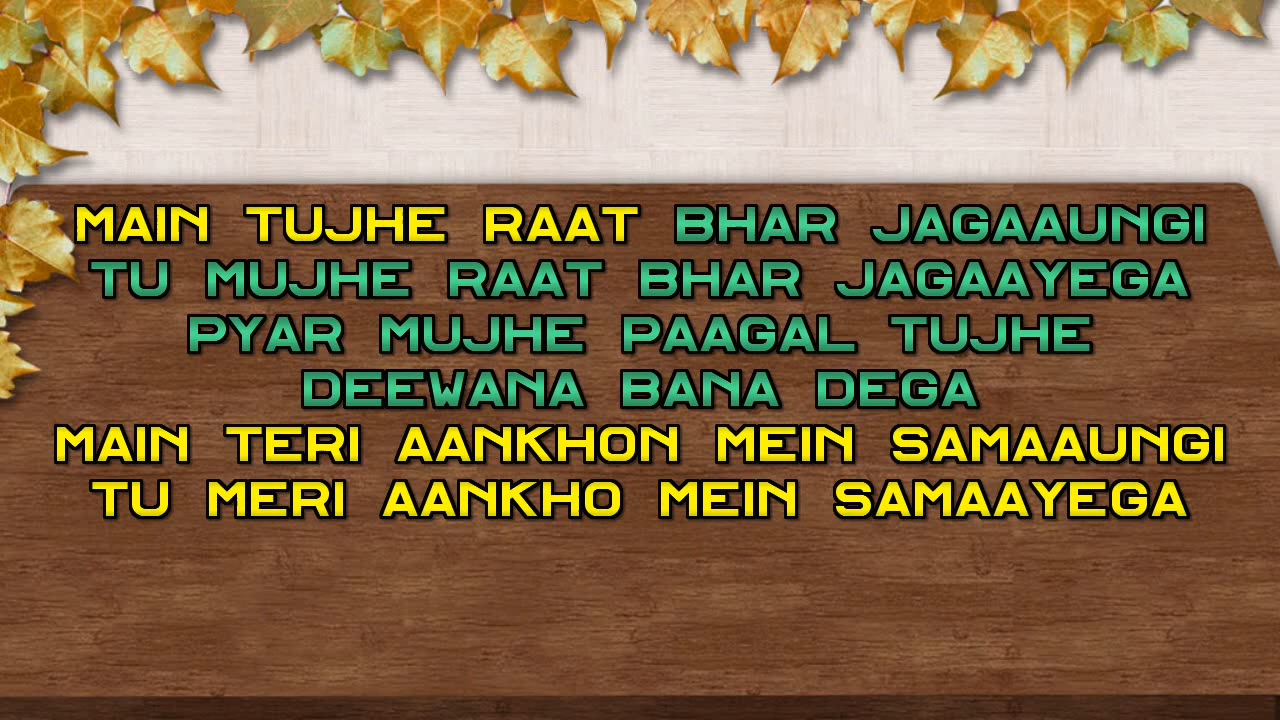 MAIN TUJHE RAAT BHAR JAGAAUNGI
TU MUJHE RAAT BHAR JAGAAYEGA
PYAR MUJHE PAAGAL TUJHE
DEEWANA BANA DEGA
MAIN TERI AANKHON MEIN SAMAAUNGI
TU MERI AANKHO MEIN SAMAAYEGA